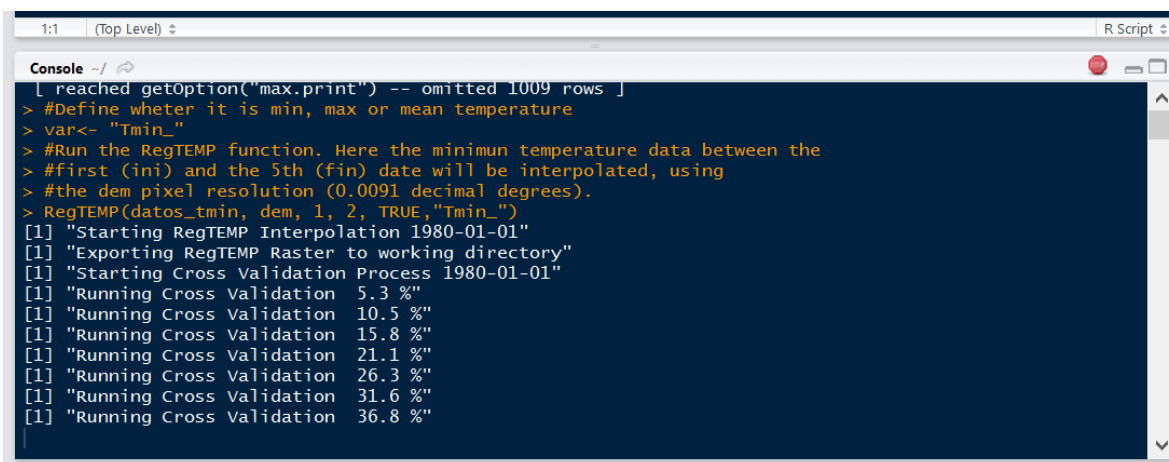 1:1 (Top Level) R Script
Console ~/
[ reached getOption("max.print") -- omitted 1009 rows ]
> #Define wheter it is min, max or mean temperature
> var<- "Tmin_"
> #Run the RegTEMP function. Here the minimun temperature data between the
> #first (ini) and the 5th (fin) date will be interpolated, using
> #the dem pixel resolution (0.0091 decimal degrees).
> RegTEMP(datos_tmin, dem, 1, 2, TRUE,"Tmin_")
[1] "Starting RegTEMP Interpolation 1980-01-01"
[1] "Exporting RegTEMP Raster to working directory"
[1] "Starting Cross Validation Process 1980-01-01"
[1] "Running Cross Validation  5.3 %"
[1] "Running Cross Validation  10.5 %"
[1] "Running Cross Validation  15.8 %"
[1] "Running Cross Validation  21.1 %"
[1] "Running Cross Validation  26.3 %"
[1] "Running Cross Validation  31.6 %"
[1] "Running Cross Validation  36.8 %"